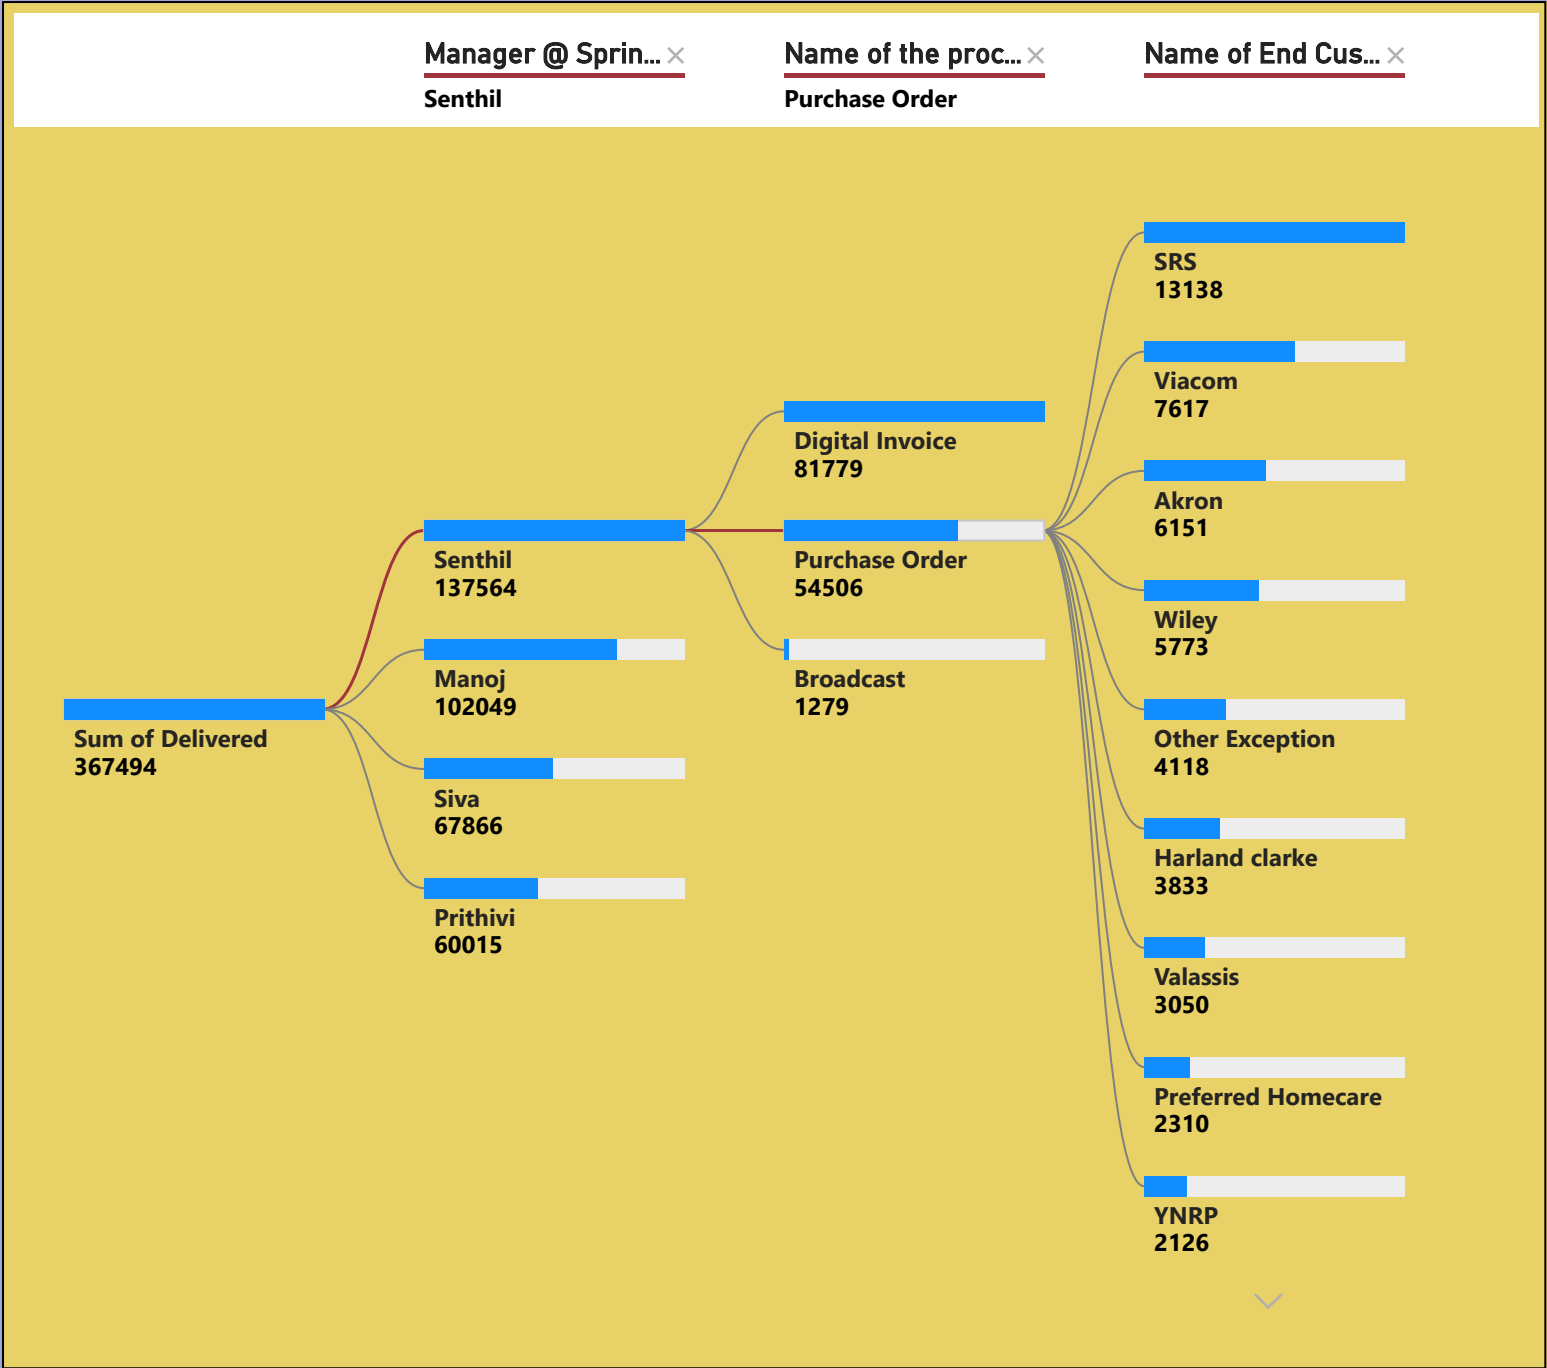 Manager @ Sprin...
Senthil
Name of the proc...
Purchase Order
Name of End Cus...
Sum of Delivered
367494
Senthil
137564
Manoj
102049
Siva
67866
Prithivi
60015
Digital Invoice
81779
Purchase Order
54506
Broadcast
1279
SRS
13138
Viacom
7617
Akron
6151
Wiley
5773
Other Exception
4118
Harland clarke
3833
Valassis
3050
Preferred Homecare
2310
YNRP
2126